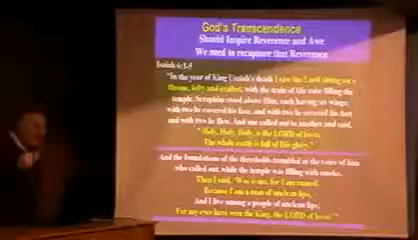 God's Transcendence
Should Inspire Reverence and Awe
We need to recapture that Reverence
Isaiah 6:1-5
"In the year of King Uzziah's death I saw the Lord sitting on a
throne, lofty and exalted, with the train of His robe filling the
temple. Seraphim stood above Him, each having six wings;
with two he covered his face, and with two he covered his feet
and with two he flew. And one called out to another and said,
"Holy, Holy, Holy, is the LORD of hosts
The whole earth is full of His glory."
And the foundations of the thresholds trembled at the voice of him
who called out, while the temple was filling with smoke.
Then I said, "Woe is me, for I am ruined!
Because I am a man of unclean lips,
And I live among a people of unclean lips;
For my eyes have seen the King, the LORD of hosts."